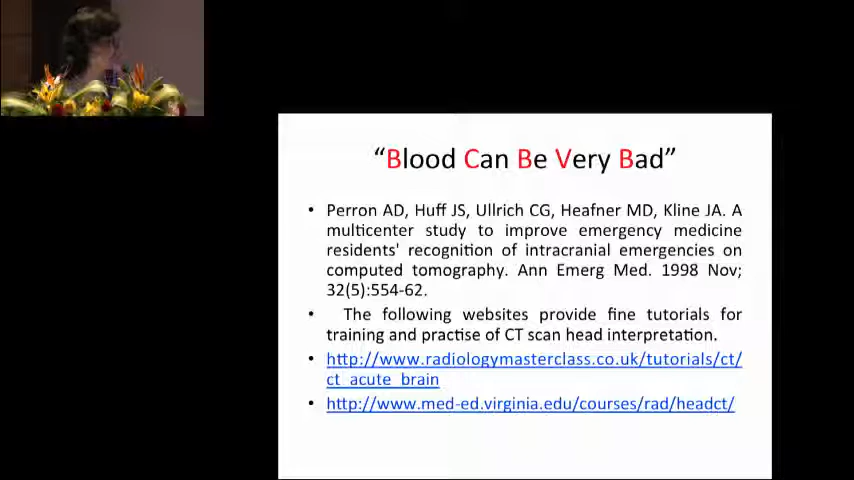 “Blood Can Be Very Bad”
• Perron AD, Huff JS, Ullrich CG, Heafner MD, Kline JA. A
multicenter study to improve emergency medicine
residents' recognition of intracranial emergencies on
computed tomography. Ann Emerg Med. 1998 Nov;
32(5):554-62.
• The following websites provide fine tutorials for
training and practise of CT scan head interpretation.
• http://www.radiologymasterclass.co.uk/tutorials/ct/
ct_acute_brain
• http://www.med-ed.virginia.edu/courses/rad/headct/